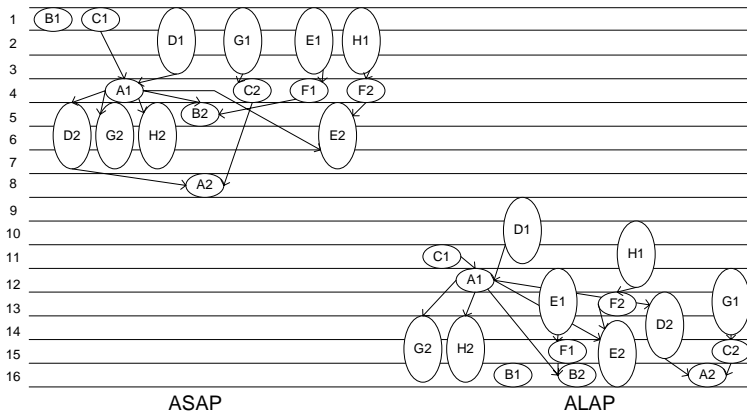 1 B1 C1 D1 G1 E1 H1
2
3
4 A1 C2 F1 F2
5 B2
6 D2 G2 H2 E2
7
8 A2
9
10 D1
11 C1 H1
12 A1
13 E1 F2 G1
14 D2
15 G2 H2 F1 E2 C2
16 B1 B2 A2
ASAP ALAP